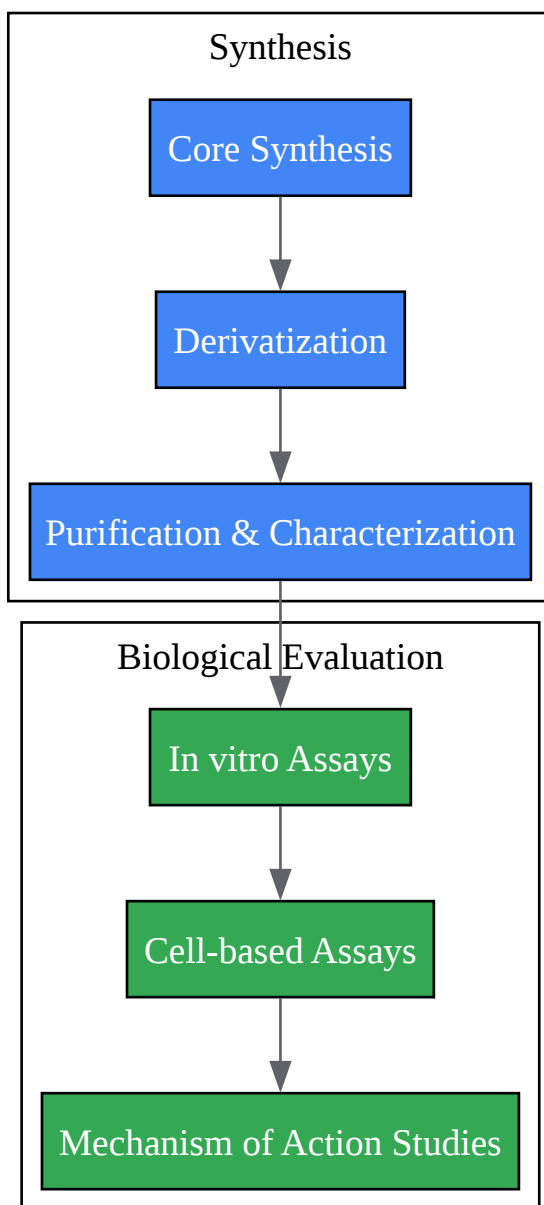 Synthesis
Core Synthesis
Derivatization
Purification & Characterization
Biological Evaluation
In vitro Assays
Cell-based Assays
Mechanism of Action Studies